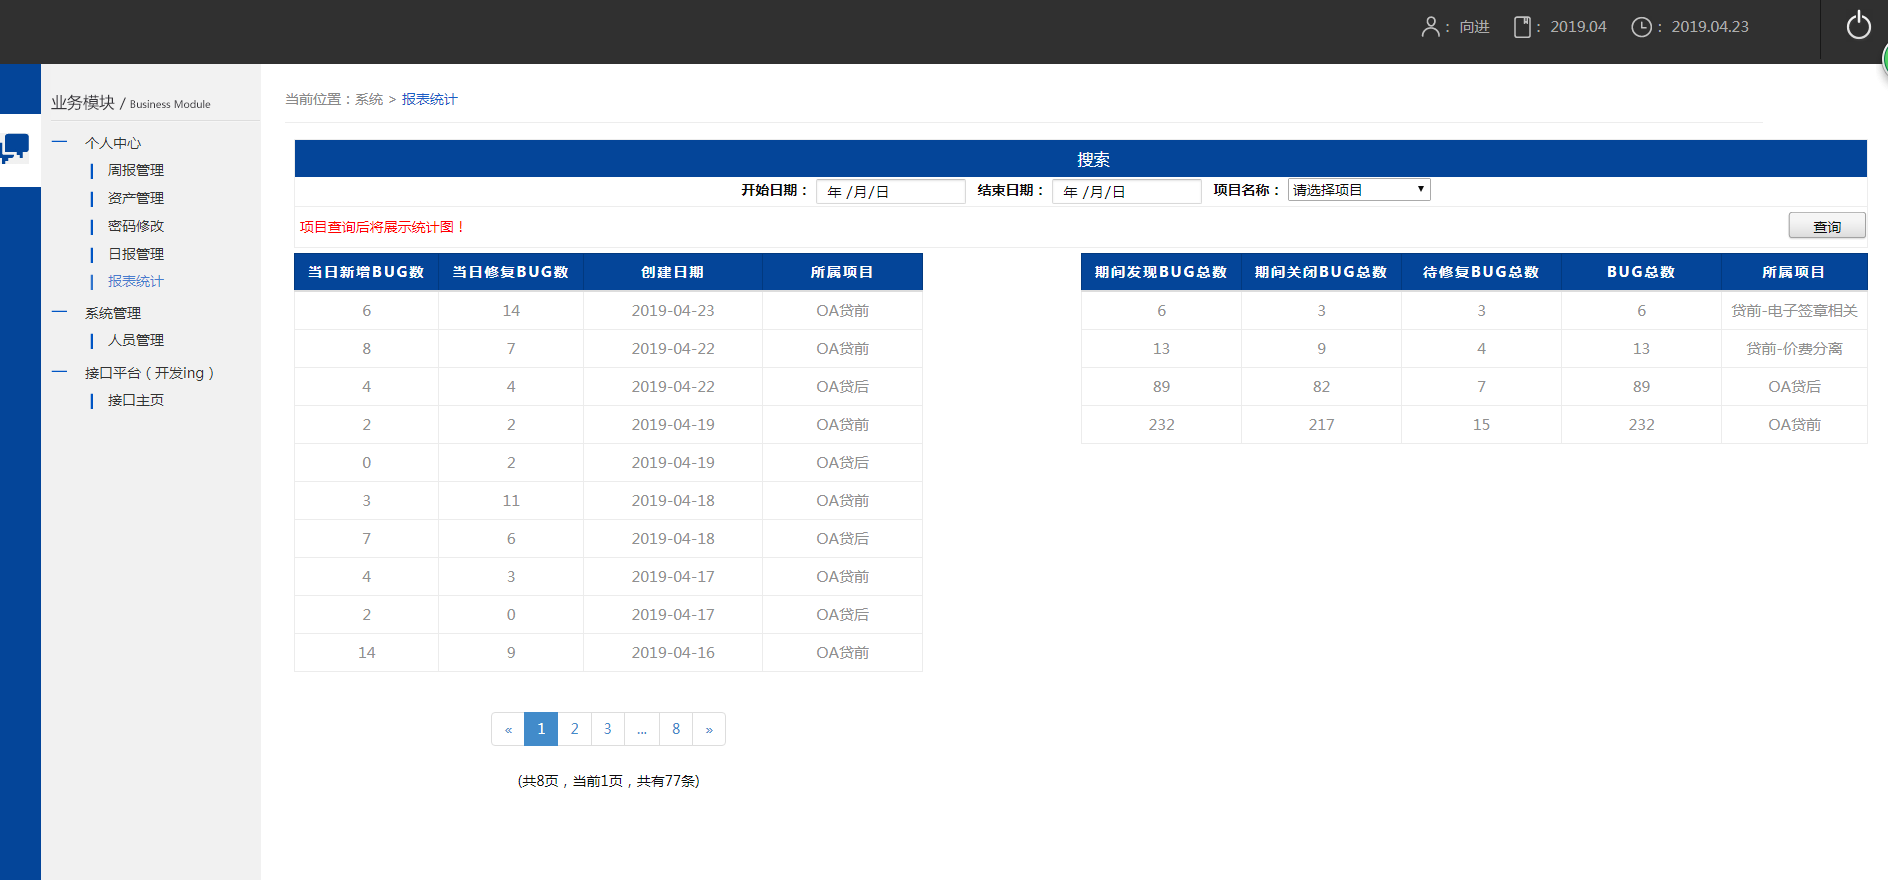 ： 向进 ： 2019.04 ： 2019.04.23
业务模块 / Business Module
个人中心
周报管理
资产管理
密码修改
日报管理
报表统计
系统管理
人员管理
接口平台（开发ing）
接口主页
当前位置：系统 > 报表统计
搜索
开始日期： 年 /月/日 结束日期： 年 /月/日 项目名称： 请选择项目
项目查询后将展示统计图！ 查询
当日新增BUG数 当日修复BUG数 创建日期 所属项目
6 14 2019-04-23 OA贷前
8 7 2019-04-22 OA贷前
4 4 2019-04-22 OA贷后
2 2 2019-04-19 OA贷前
0 2 2019-04-19 OA贷后
3 11 2019-04-18 OA贷前
7 6 2019-04-18 OA贷后
4 3 2019-04-17 OA贷前
2 0 2019-04-17 OA贷后
14 9 2019-04-16 OA贷前
« 1 2 3 ... 8 »
(共8页，当前1页，共有77条)
期间发现BUG总数 期间关闭BUG总数 待修复BUG总数 BUG总数 所属项目
6 3 3 6 贷前-电子签章相关
13 9 4 13 贷前-价费分离
89 82 7 89 OA贷后
232 217 15 232 OA贷前